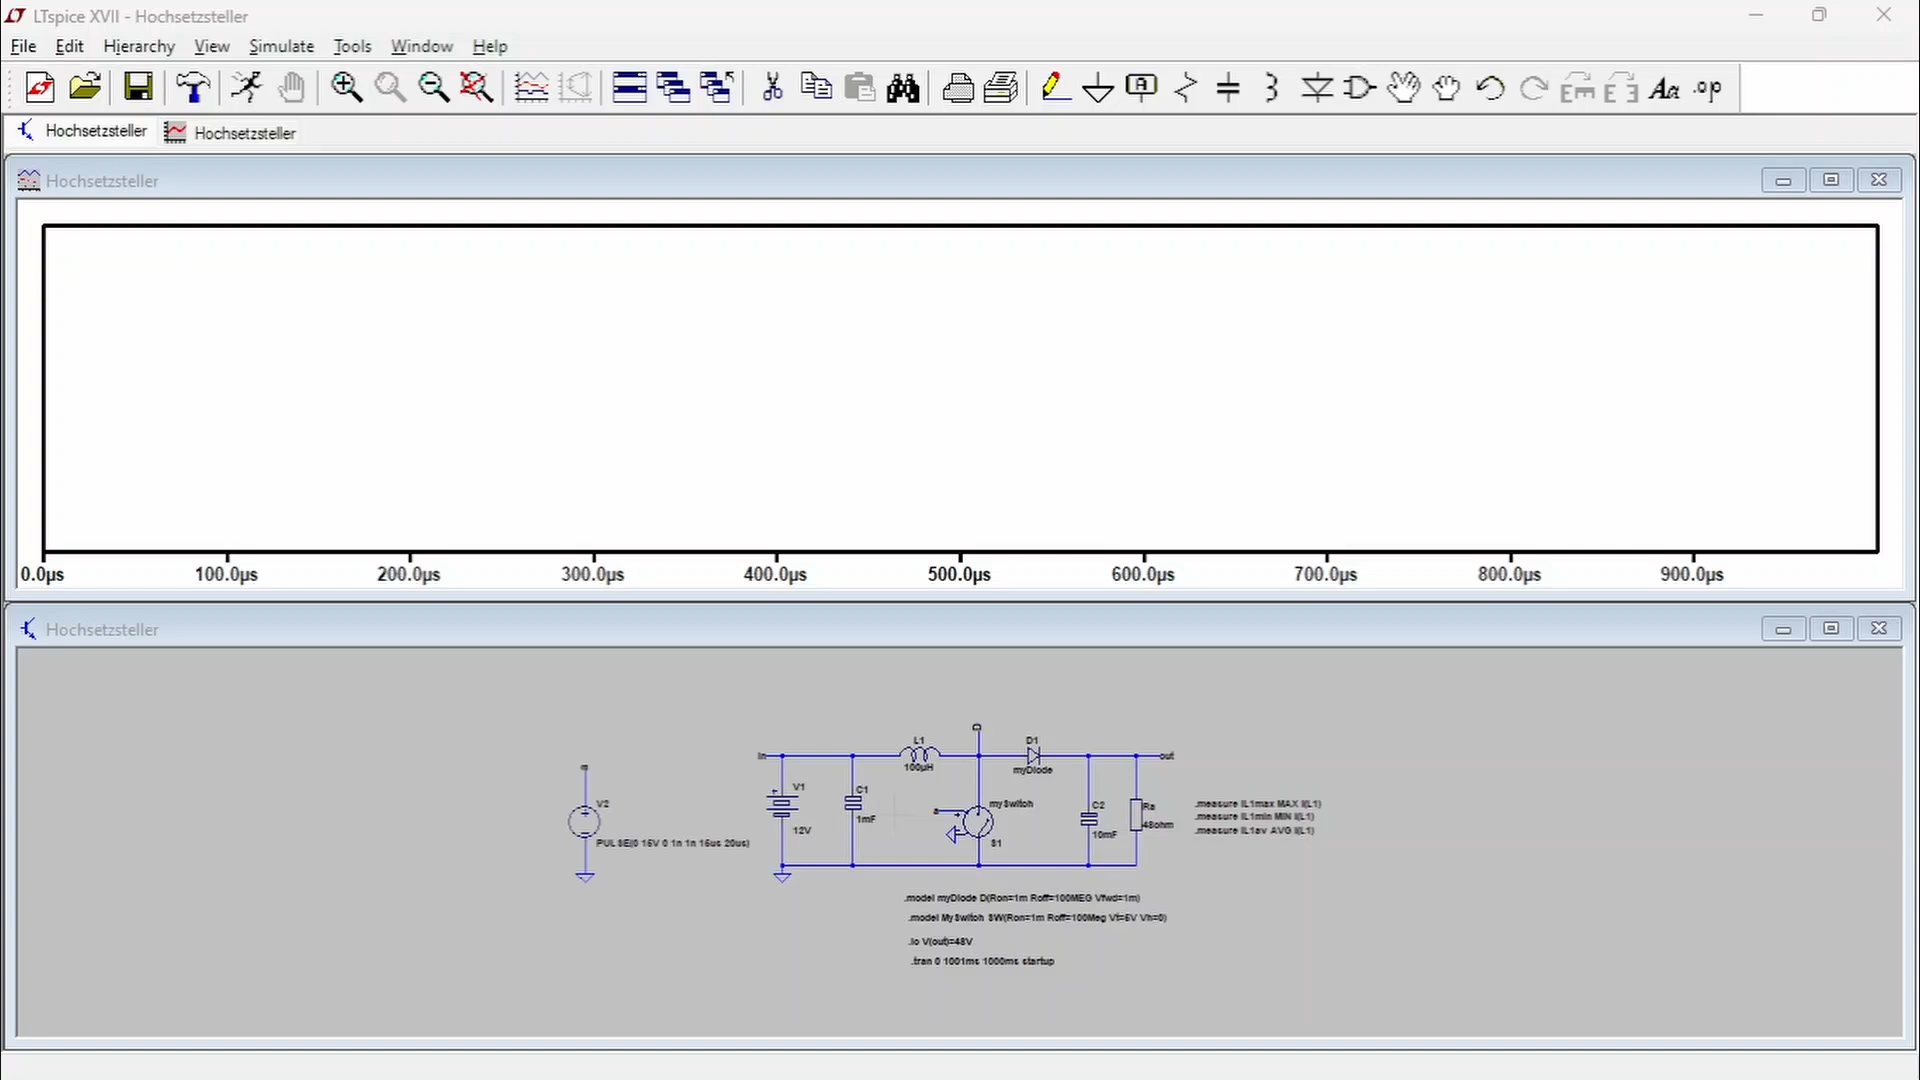 LTspice XVII - Hochsetzsteller
File Edit Hierarchy View Simulate Tools Window Help
A Aa .op
Hochsetzsteller Hochsetzsteller
Hochsetzsteller
0.0µs 100.0µs 200.0µs 300.0µs 400.0µs 500.0µs 600.0µs 700.0µs 800.0µs 900.0µs
Hochsetzsteller
in
L1
100µH
D1
myDiode
out
V2
PULSE(0 15V 0 1n 1n 15us 20us)
V1
12V
C1
1mF
a
mySwitch
S1
C2
10mF
Ra
48ohm
.measure IL1max MAX I(L1)
.measure IL1min MIN I(L1)
.measure IL1av AVG I(L1)
.model myDiode D(Ron=1m Roff=100MEG Vfwd=1m)
.model MySwitch SW(Ron=1m Roff=100Meg Vt=5V Vh=0)
V(out)=48V
.tran 0 1001ms 1000ms startup